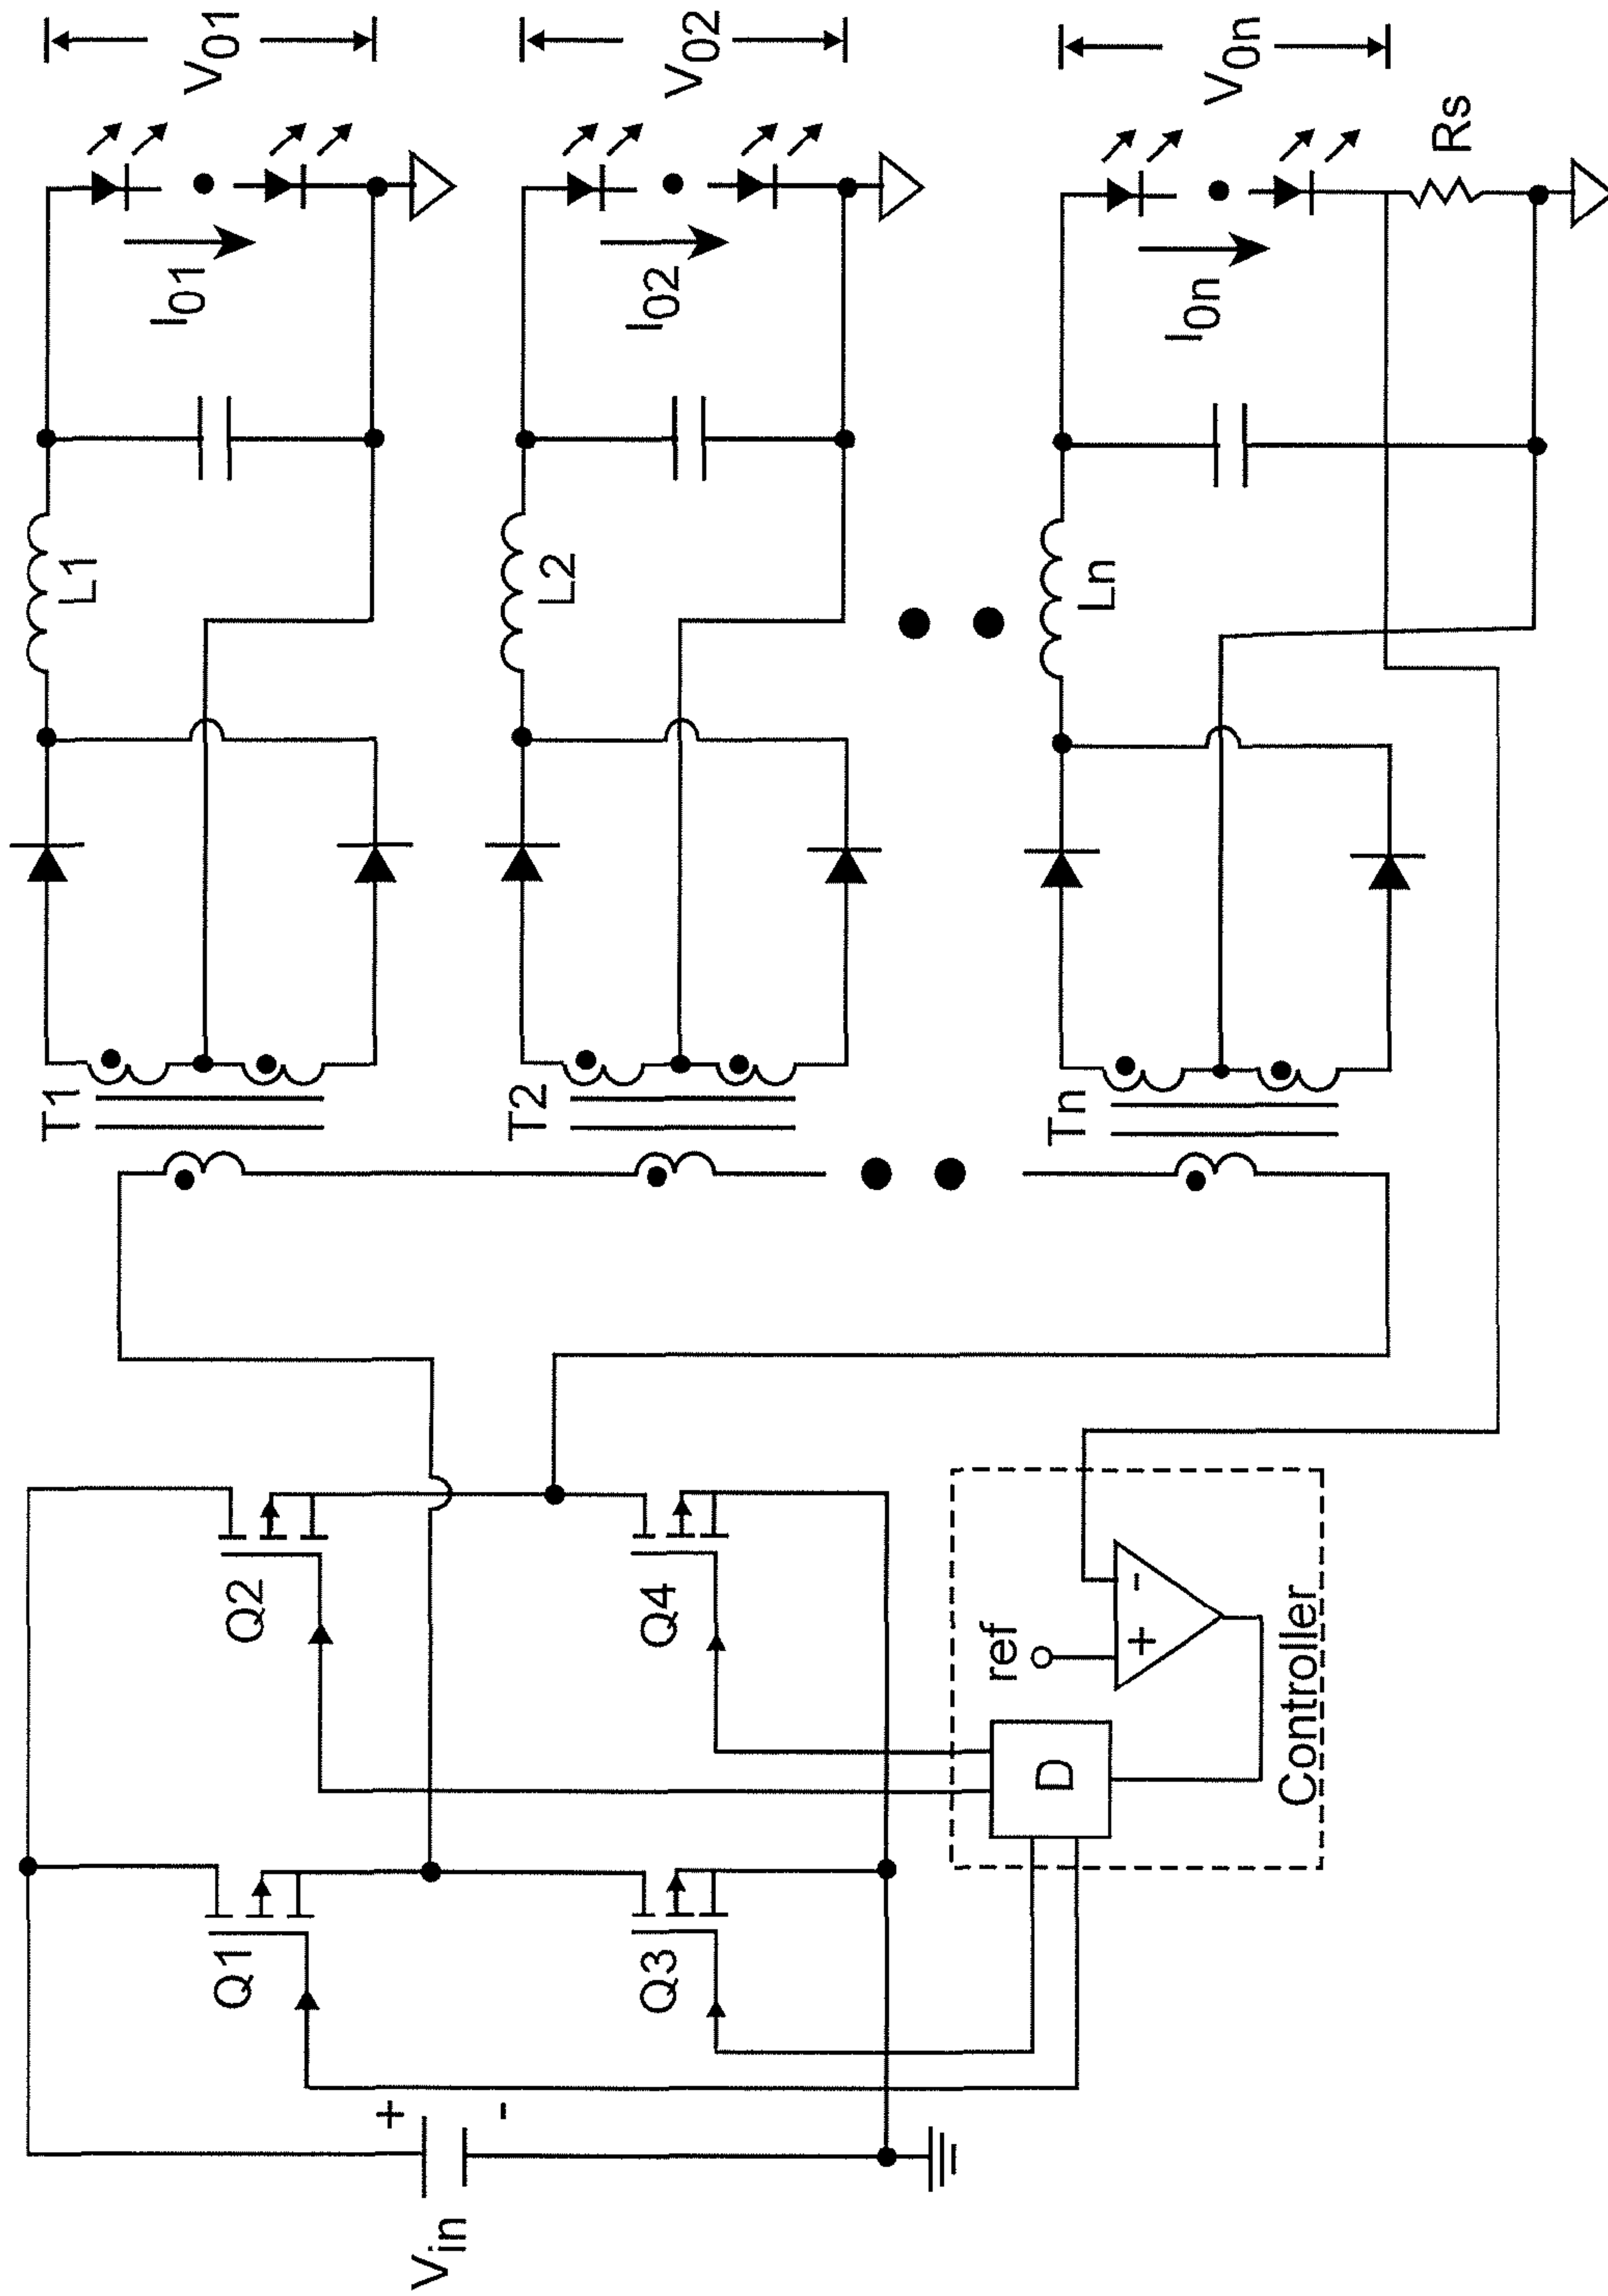 Vin
+
-
Q1
Q2
Q3
Q4
D
ref
+
-
Controller
T1
T2
Tn
L1
L2
Ln
I01
I02
I0n
V01
V02
V0n
Rs